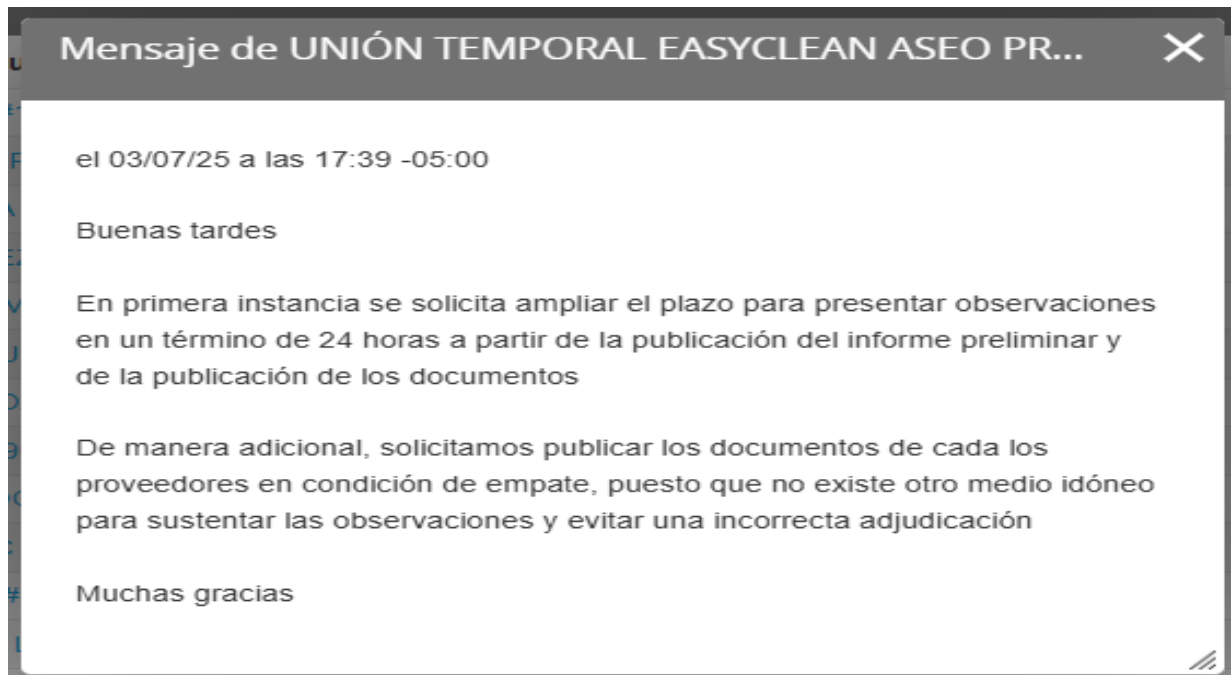 Mensaje de UNIÓN TEMPORAL EASYCLEAN ASEO PR...
el 03/07/25 a las 17:39 -05:00
Buenas tardes
En primera instancia se solicita ampliar el plazo para presentar observaciones
en un término de 24 horas a partir de la publicación del informe preliminar y
de la publicación de los documentos
De manera adicional, solicitamos publicar los documentos de cada los
proveedores en condición de empate, puesto que no existe otro medio idóneo
para sustentar las observaciones y evitar una incorrecta adjudicación
Muchas gracias